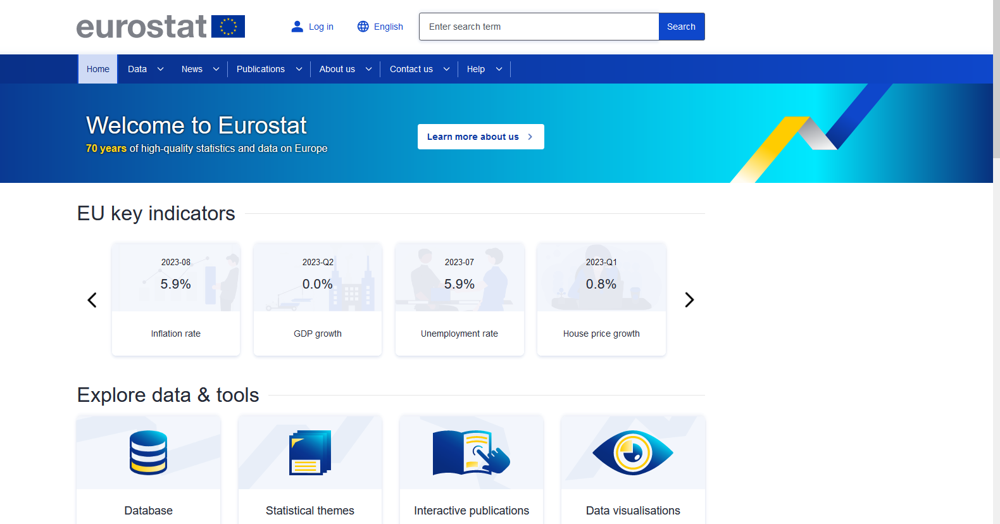 eurostat
Log in
English
Enter search term
Search
Home
Data
News
Publications
About us
Contact us
Help
Welcome to Eurostat
70 years of high-quality statistics and data on Europe
Learn more about us
EU key indicators
2023-08
5.9%
Inflation rate
2023-Q2
0.0%
GDP growth
2023-07
5.9%
Unemployment rate
2023-Q1
0.8%
House price growth
Explore data & tools
Database
Statistical themes
Interactive publications
Data visualisations